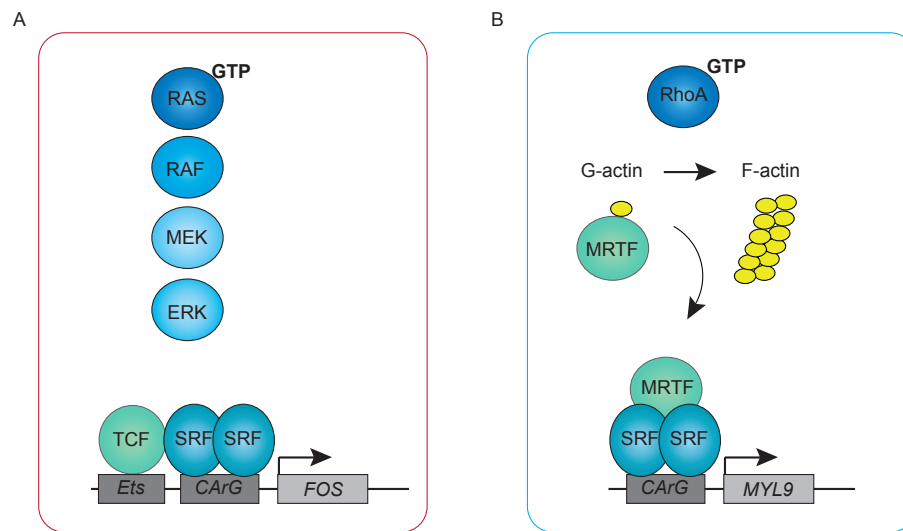 A
GTP
RAS
RAF
MEK
ERK
TCF SRF SRF
Ets CArG FOS
B
GTP
RhoA
G-actin F-actin
MRTF
MRTF
SRF SRF
CArG MYL9